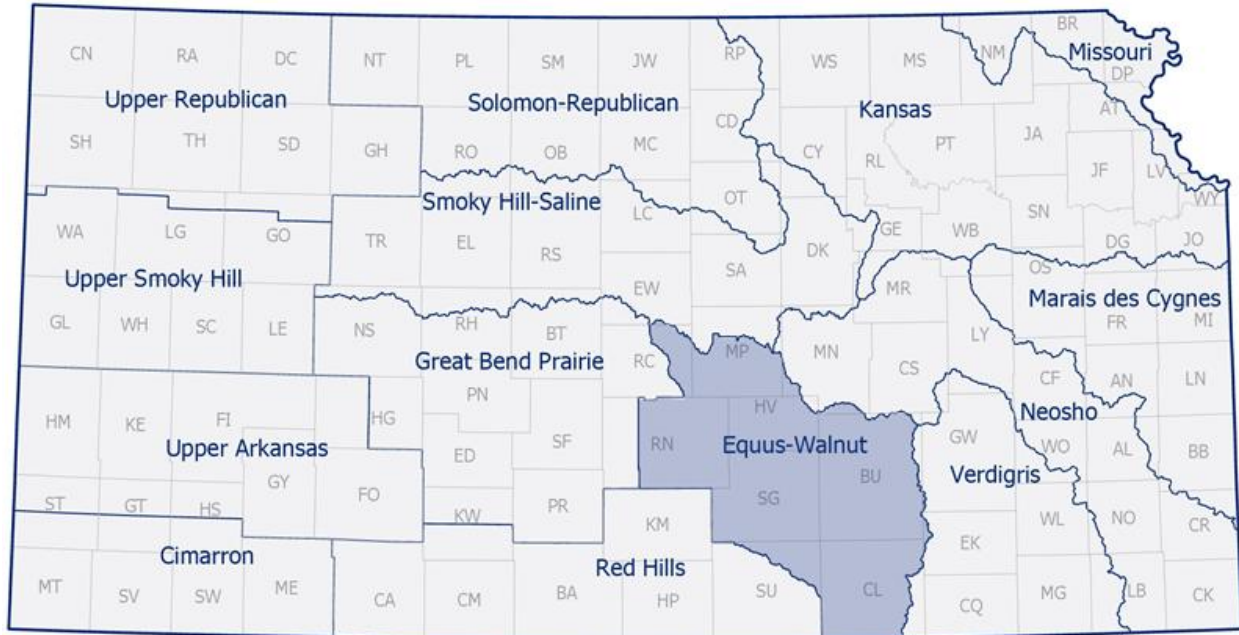 BR
CN RA DC NT PL SM JW RP WS MS NM Missouri
DP
Upper Republican Solomon-Republican Kansas AT
SH TH SD GH RO OB MC CD CY RL PT JA JF LV
WY
Smoky Hill-Saline LC OT GE WB SN
WA LG GO TR EL RS SA DK DG JO
OS
Upper Smoky Hill EW MR Marais des Cygnes
GL WH SC LE NS RH BT RC MP MN LY FR MI
Great Bend Prairie CS CF AN LN
HM KE FI HG PN HV Neosho
Upper Arkansas ED SF RN Equus-Walnut GW WO AL BB
GY BU Verdigris
ST GT HS FO KW PR SG KM WL NO CR
Cimarron Red Hills EK
MT SV SW ME CA CM BA HP SU CL CQ MG LB CK